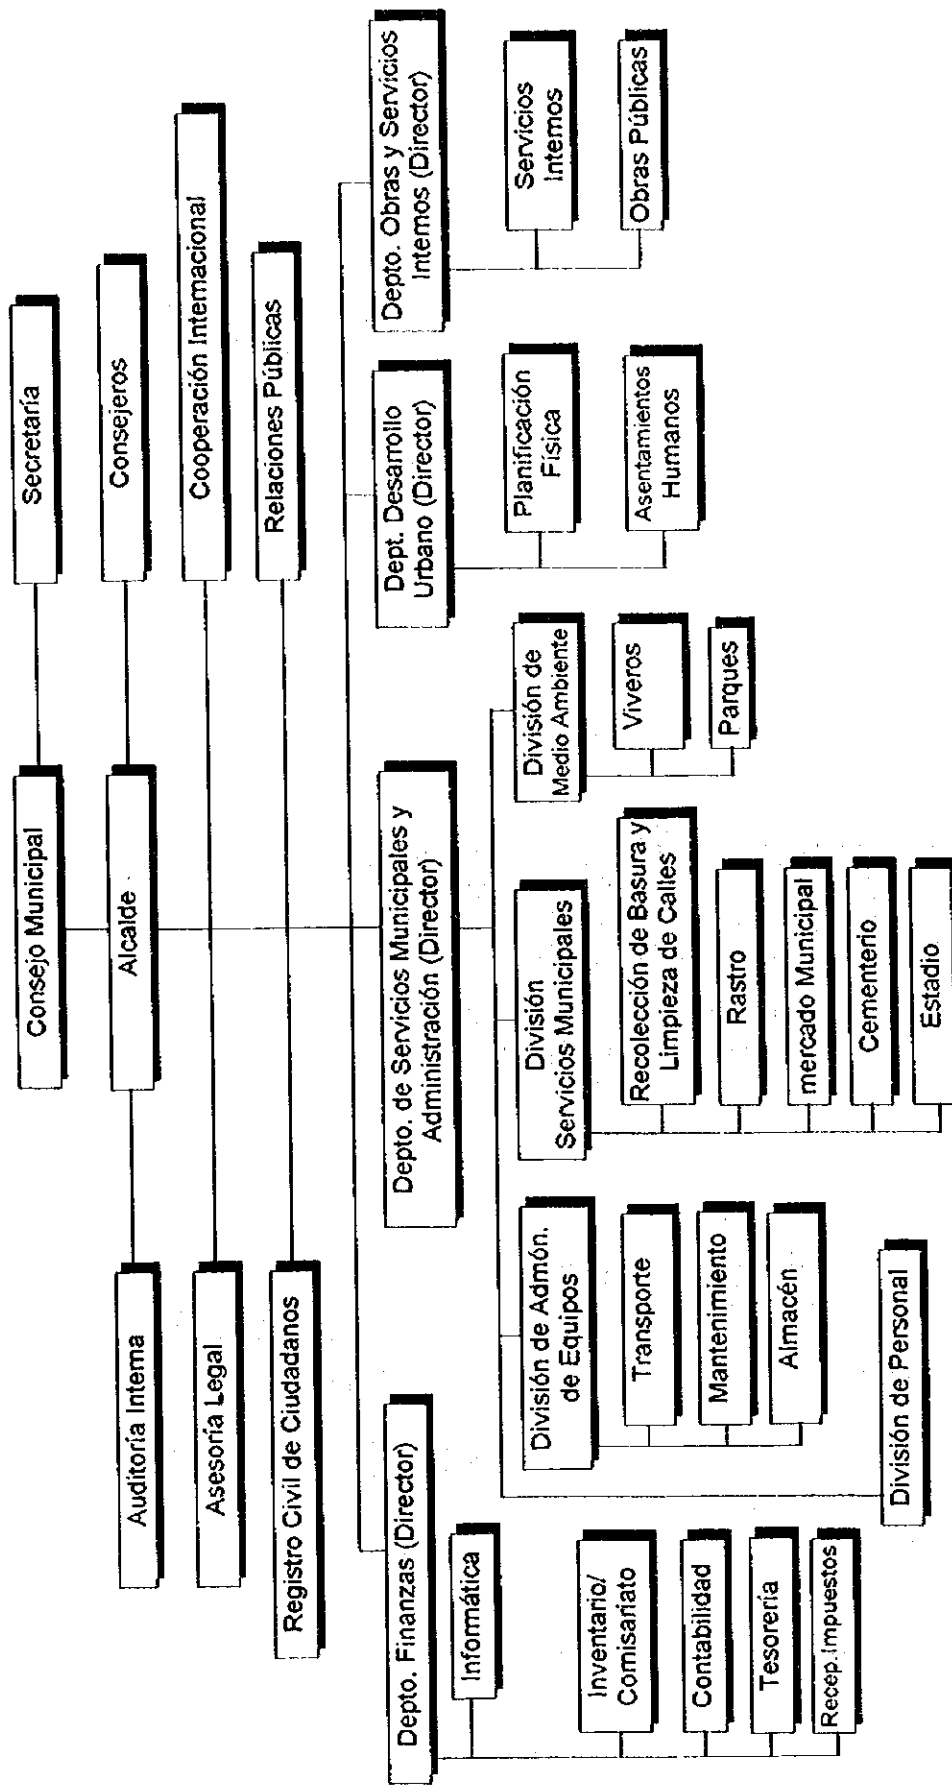 Consejo Municipal
Secretaría
Alcalde
Consejeros
Auditoría Interna
Cooperación Internacional
Asesoría Legal
Relaciones Públicas
Registro Civil de Ciudadanos
Depto. Finanzas (Director)
Informática
Inventario/
Comisariato
Contabilidad
Tesorería
Recep.Impuestos
Depto. de Servicios Municipales y
Administración (Director)
División de Admón.
de Equipos
Transporte
Mantenimiento
Almacén
División de Personal
División
Servicios Municipales
Recolección de Basura y
Limpieza de Calles
Rastro
mercado Municipal
Cementerio
Estadio
División de
Medio Ambiente
Viveros
Parques
Dept. Desarrollo
Urbano (Director)
Planificación
Física
Asentamientos
Humanos
Depto. Obras y Servicios
Internos (Director)
Servicios
Internos
Obras Públicas